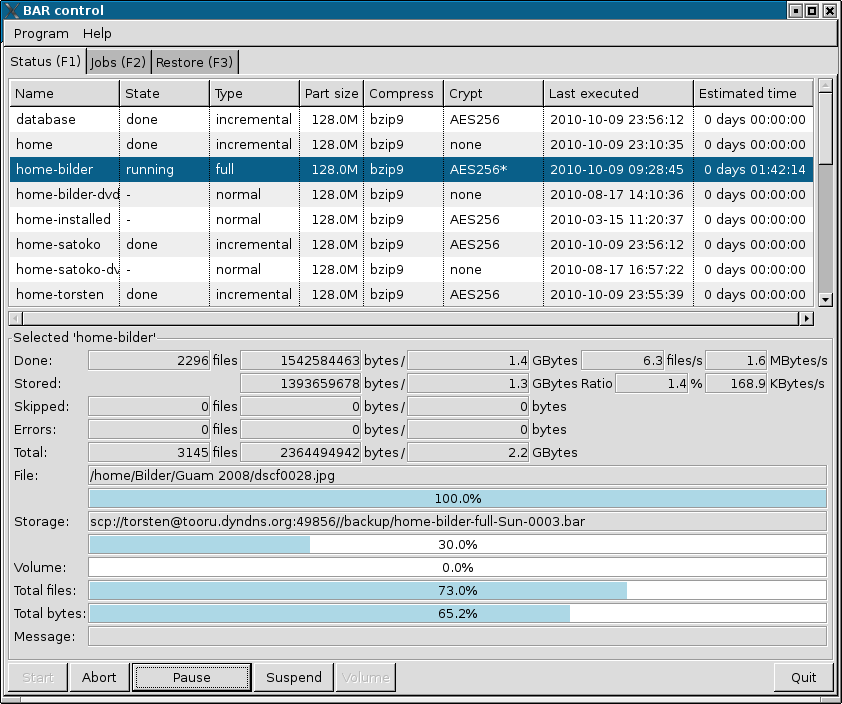 BAR control
Program Help
Status (F1) Jobs (F2) Restore (F3)
Name State Type Part size Compress Crypt Last executed Estimated time
database done incremental 128.0M bzip9 AES256 2010-10-09 23:56:12 0 days 00:00:00
home done incremental 128.0M bzip9 none 2010-10-09 23:10:35 0 days 00:00:00
home-bilder running full 128.0M bzip9 AES256* 2010-10-09 09:28:45 0 days 01:42:14
home-bilder-dvd - normal 128.0M bzip9 none 2010-08-17 14:10:36 0 days 00:00:00
home-installed - normal 128.0M bzip9 AES256 2010-03-15 11:20:37 0 days 00:00:00
home-satoko done incremental 128.0M bzip9 AES256 2010-10-09 23:56:12 0 days 00:00:00
home-satoko-dv - normal 128.0M bzip9 none 2010-08-17 16:57:22 0 days 00:00:00
home-torsten done incremental 128.0M bzip9 AES256 2010-10-09 23:55:39 0 days 00:00:00
Selected 'home-bilder'
Done: 2296 files 1542584463 bytes / 1.4 GBytes 6.3 files/s 1.6 MBytes/s
Stored: 1393659678 bytes / 1.3 GBytes Ratio 1.4 % 168.9 KBytes/s
Skipped: 0 files 0 bytes / 0 bytes
Errors: 0 files 0 bytes / 0 bytes
Total: 3145 files 2364494942 bytes / 2.2 GBytes
File: /home/Bilder/Guam 2008/dscf0028.jpg
100.0%
Storage: scp://torsten@tooru.dyndns.org:49856//backup/home-bilder-full-Sun-0003.bar
30.0%
Volume: 0.0%
Total files: 73.0%
Total bytes: 65.2%
Message:
Start Abort Pause Suspend Volume Quit